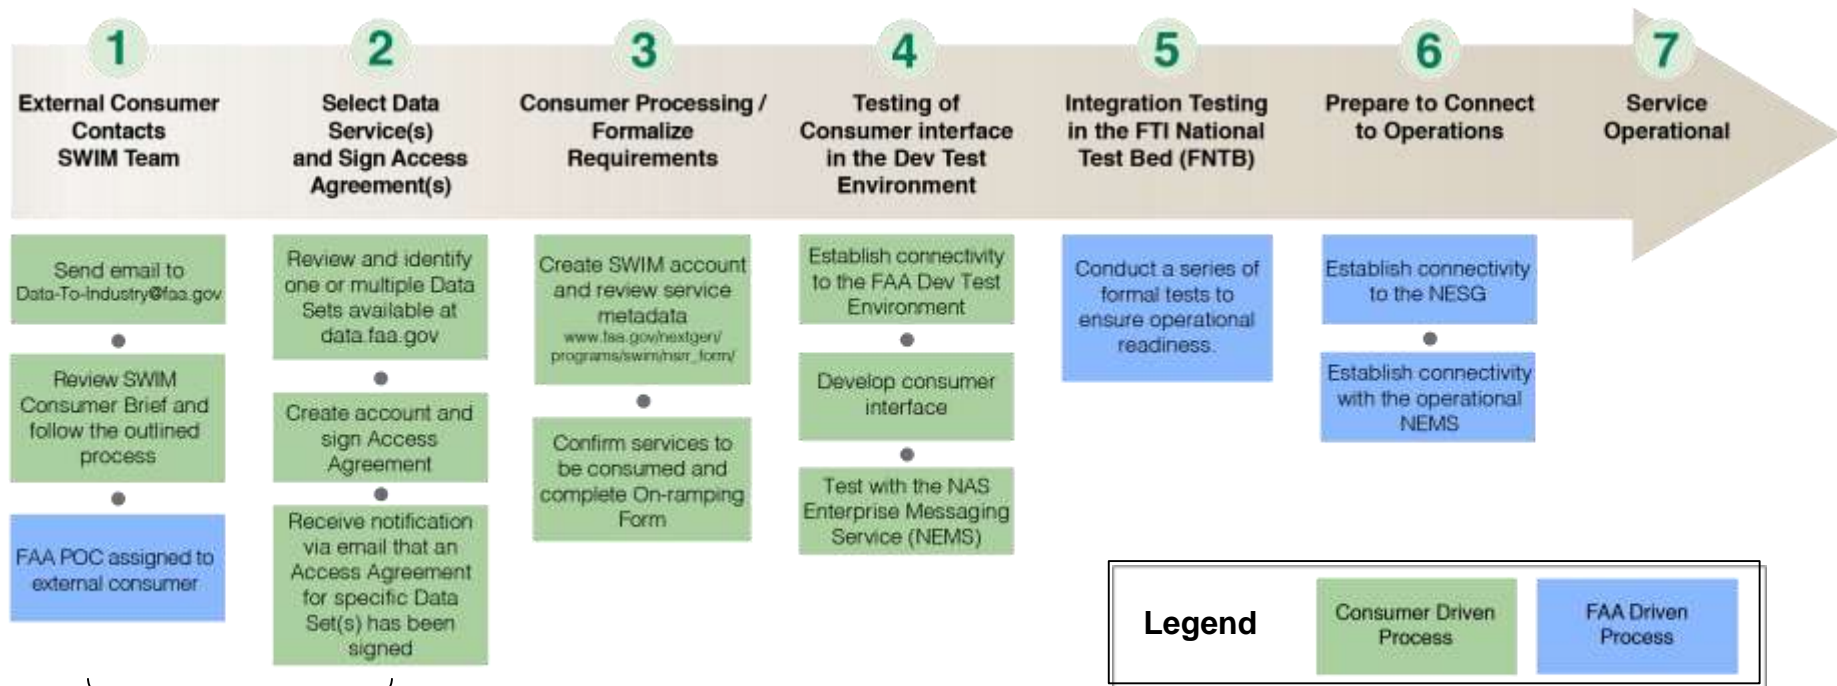 1
External Consumer
Contacts
SWIM Team
2
Select Data
Service(s)
and Sign Access
Agreement(s)
3
Consumer Processing /
Formalize
Requirements
4
Testing of
Consumer interface
in the Dev Test
Environment
5
Integration Testing
in the FTI National
Test Bed (FNTB)
6
Prepare to Connect
to Operations
7
Service
Operational
Send email to
Data-To-Industry@faa.gov
Review SWIM
Consumer Brief and
follow the outlined
process
FAA POC assigned to
external consumer
Review and identify
one or multiple Data
Sets available at
data.faa.gov
Create account and
sign Access
Agreement
Receive notification
via email that an
Access Agreement
for specific Data
Set(s) has been
signed
Create SWIM account
and review service
metadata
www.faa.gov/nextgen/
programs/swim/nsrr_form/
Confirm services to
be consumed and
complete On-ramping
Form
Establish connectivity
to the FAA Dev Test
Environment
Develop consumer
interface
Test with the NAS
Enterprise Messaging
Service (NEMS)
Conduct a series of
formal tests to
ensure operational
readiness.
Establish connectivity
to the NESG
Establish connectivity
with the operational
NEMS
Legend
Consumer Driven
Process
FAA Driven
Process